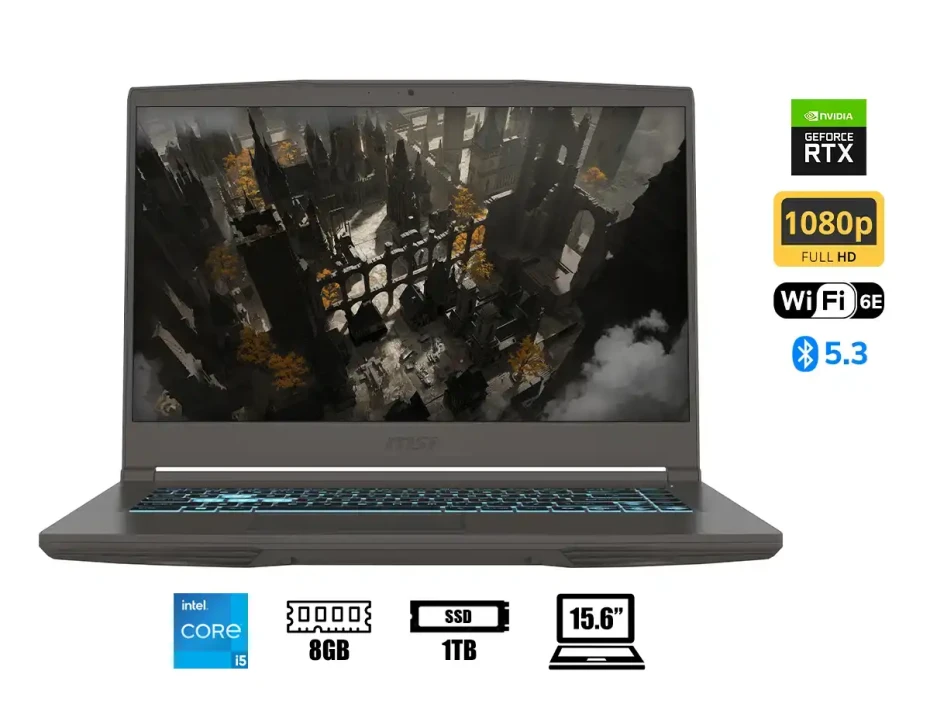 NVIDIA
GEFORCE
RTX
1080p
FULL HD
WiFi 6E
5.3
msi
intel.
CORE
i5
8GB
SSD
1TB
15.6”